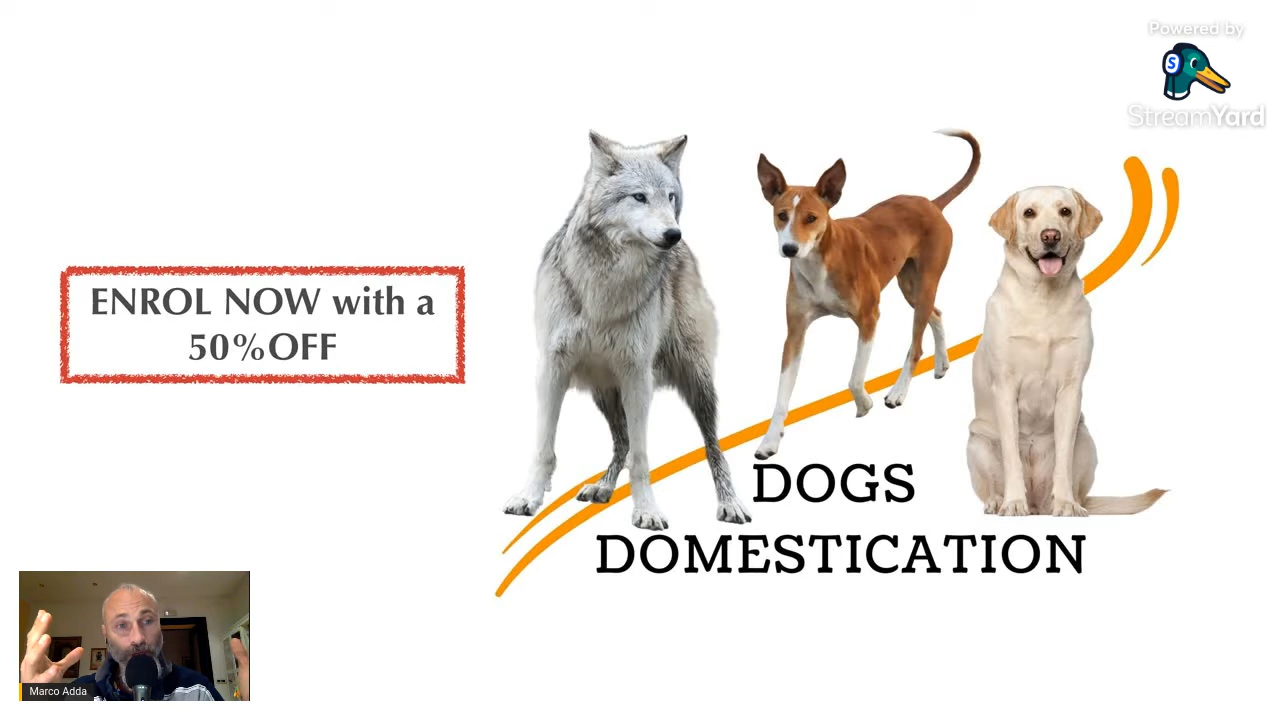 Powered by
S
StreamYard
ENROL NOW with a
50%OFF
DOGS
DOMESTICATION
Marco Adda